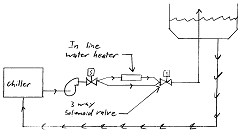 In line
water heater
Chiller
3 way
Solenoid valve